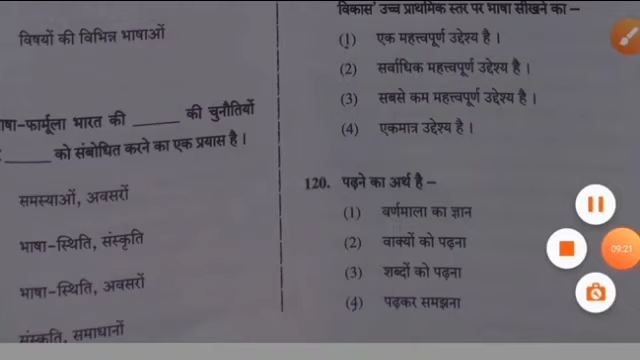 विषयों की विभिन्न भाषाओं
भाषा-फार्मूला भारत की ______ की चुनौतियों
______ को संबोधित करने का एक प्रयास है।
समस्याओं, अवसरों
भाषा-स्थिति, संस्कृति
भाषा-स्थिति, अवसरों
संस्कृति, समाधानों
विकास' उच्च प्राथमिक स्तर पर भाषा सीखने का –
(1) एक महत्त्वपूर्ण उद्देश्य है।
(2) सर्वाधिक महत्त्वपूर्ण उद्देश्य है।
(3) सबसे कम महत्त्वपूर्ण उद्देश्य है।
(4) एकमात्र उद्देश्य है।
120. पढ़ने का अर्थ है –
(1) वर्णमाला का ज्ञान
(2) वाक्यों को पढ़ना
(3) शब्दों को पढ़ना
(4) पढ़कर समझना
09:21